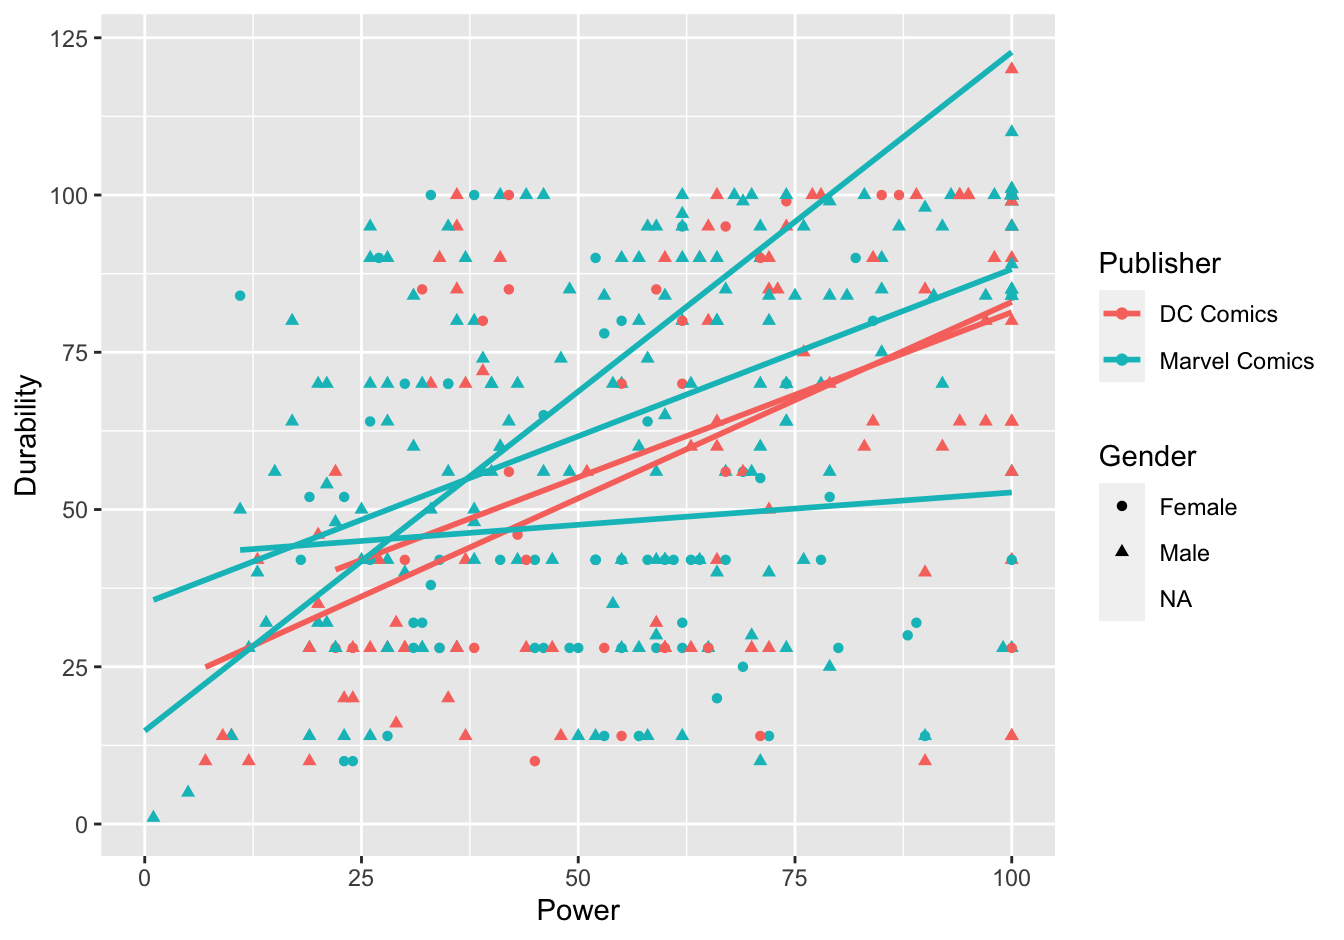 125
100
75
50
25
0
Durability
0 25 50 75 100
Power
Publisher
DC Comics
Marvel Comics
Gender
Female
Male
NA